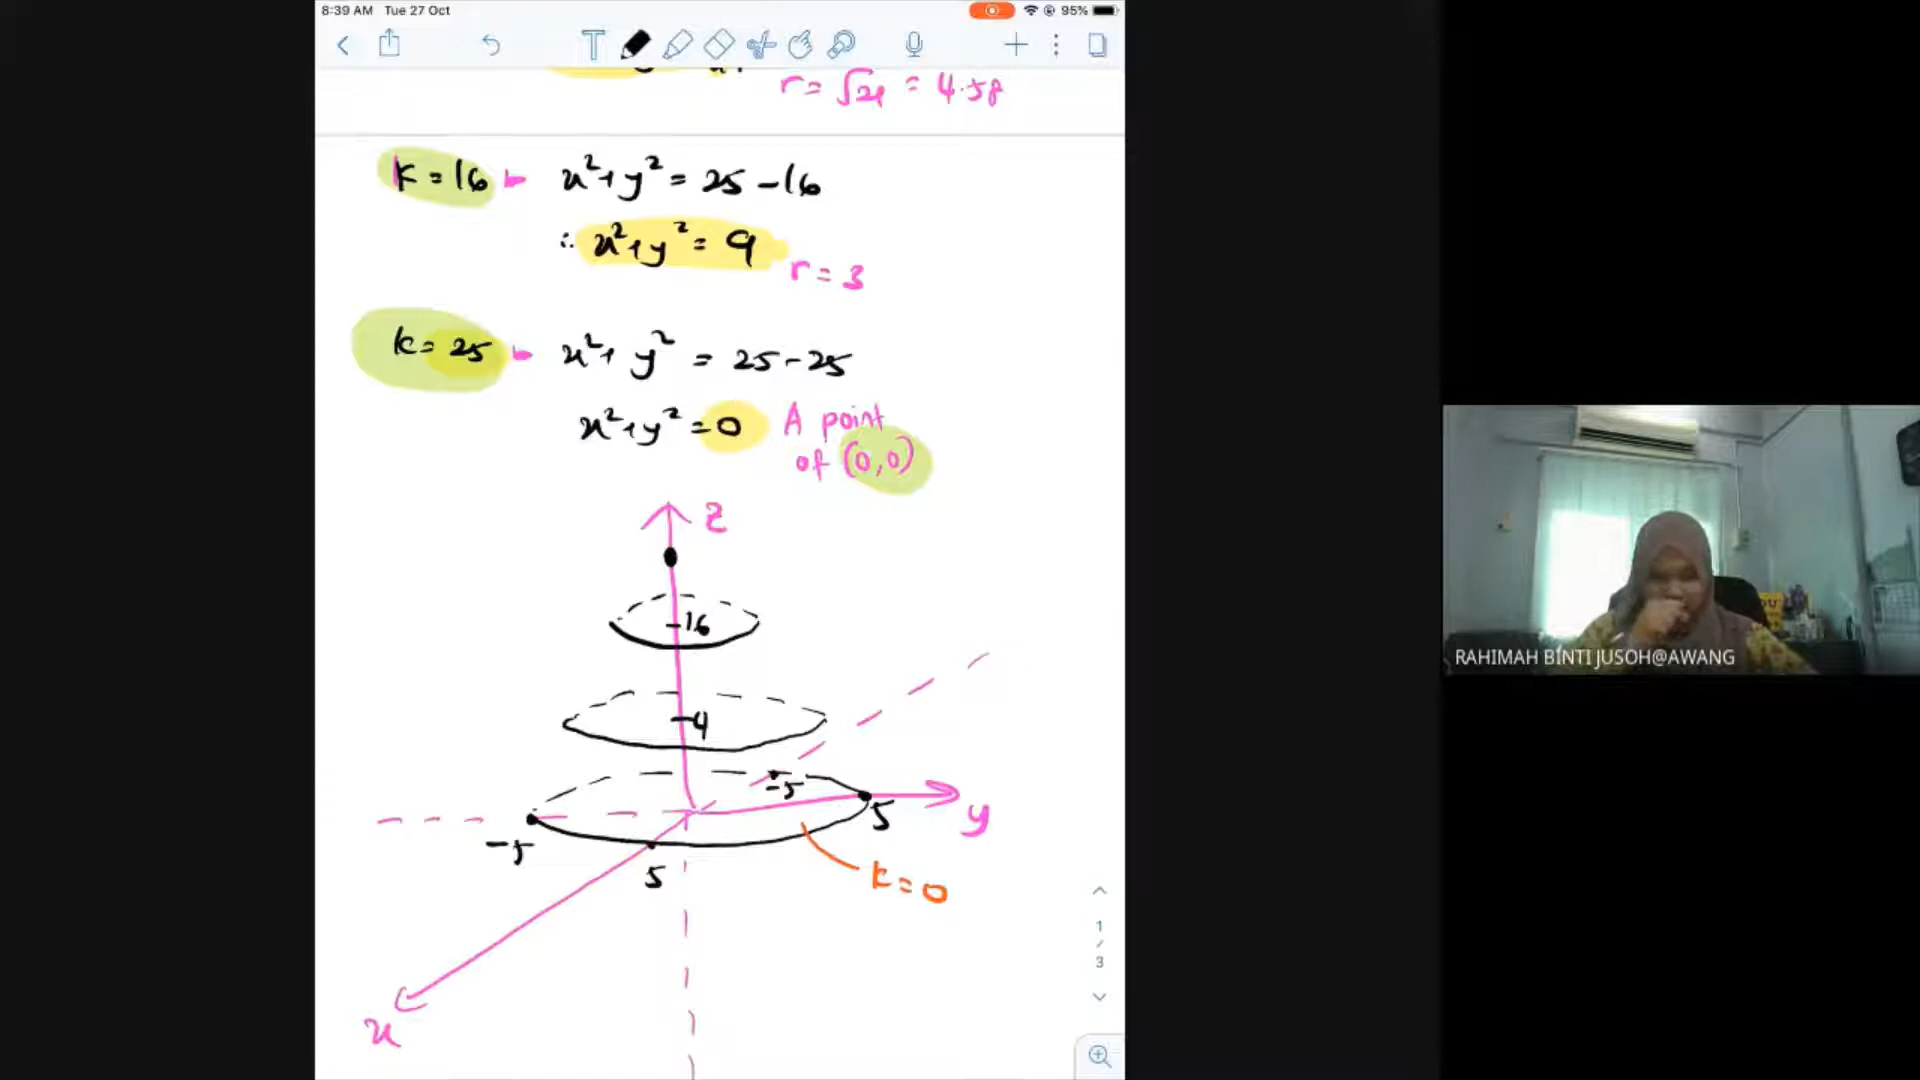 8:39 AM Tue 27 Oct
95%
r = √21 = 4.58
k = 16
x² + y² = 25 - 16
∴ x² + y² = 9
r = 3
k = 25
x² + y² = 25 - 25
x² + y² = 0
A point
of (0,0)
z
-16
-4
-5
5
y
-5
5
k = 0
x
1
/
3
RAHIMAH BINTI JUSOH@AWANG